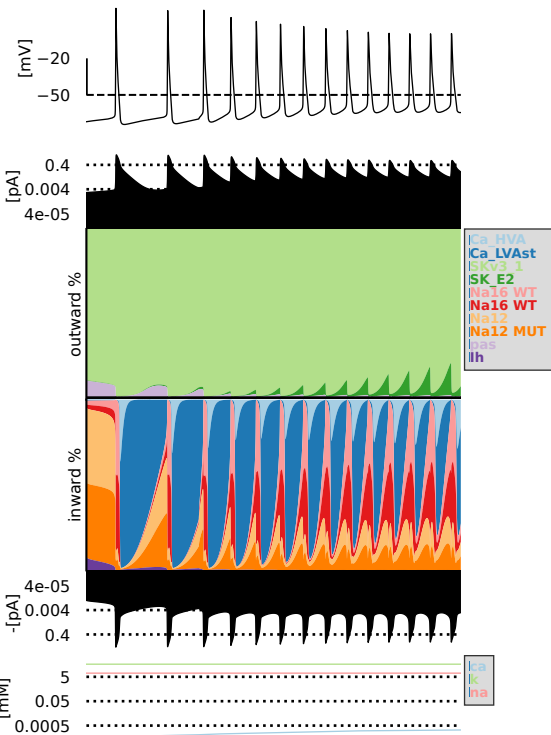 [mV]
−20
−50
[pA]
0.4
0.004
4e-05
outward %
Ca_HVA
Ca_LVAst
SKv3_1
SK_E2
Na16 WT
Na16 WT
Na12
Na12 MUT
pas
Ih
inward %
-[pA]
4e-05
0.004
0.4
[mM]
5
0.05
0.0005
ca
k
na